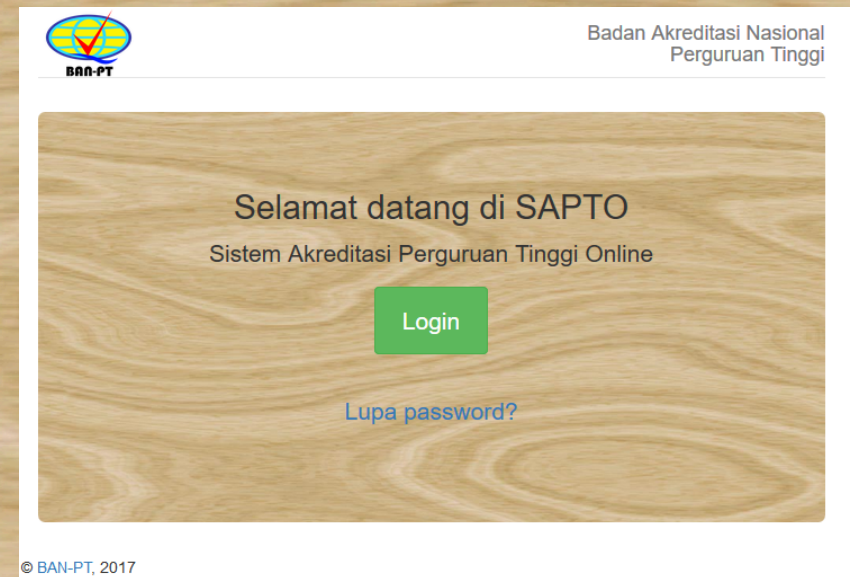 BAN-PT
Badan Akreditasi Nasional
Perguruan Tinggi
Selamat datang di SAPTO
Sistem Akreditasi Perguruan Tinggi Online
Login
Lupa password?
© BAN-PT, 2017